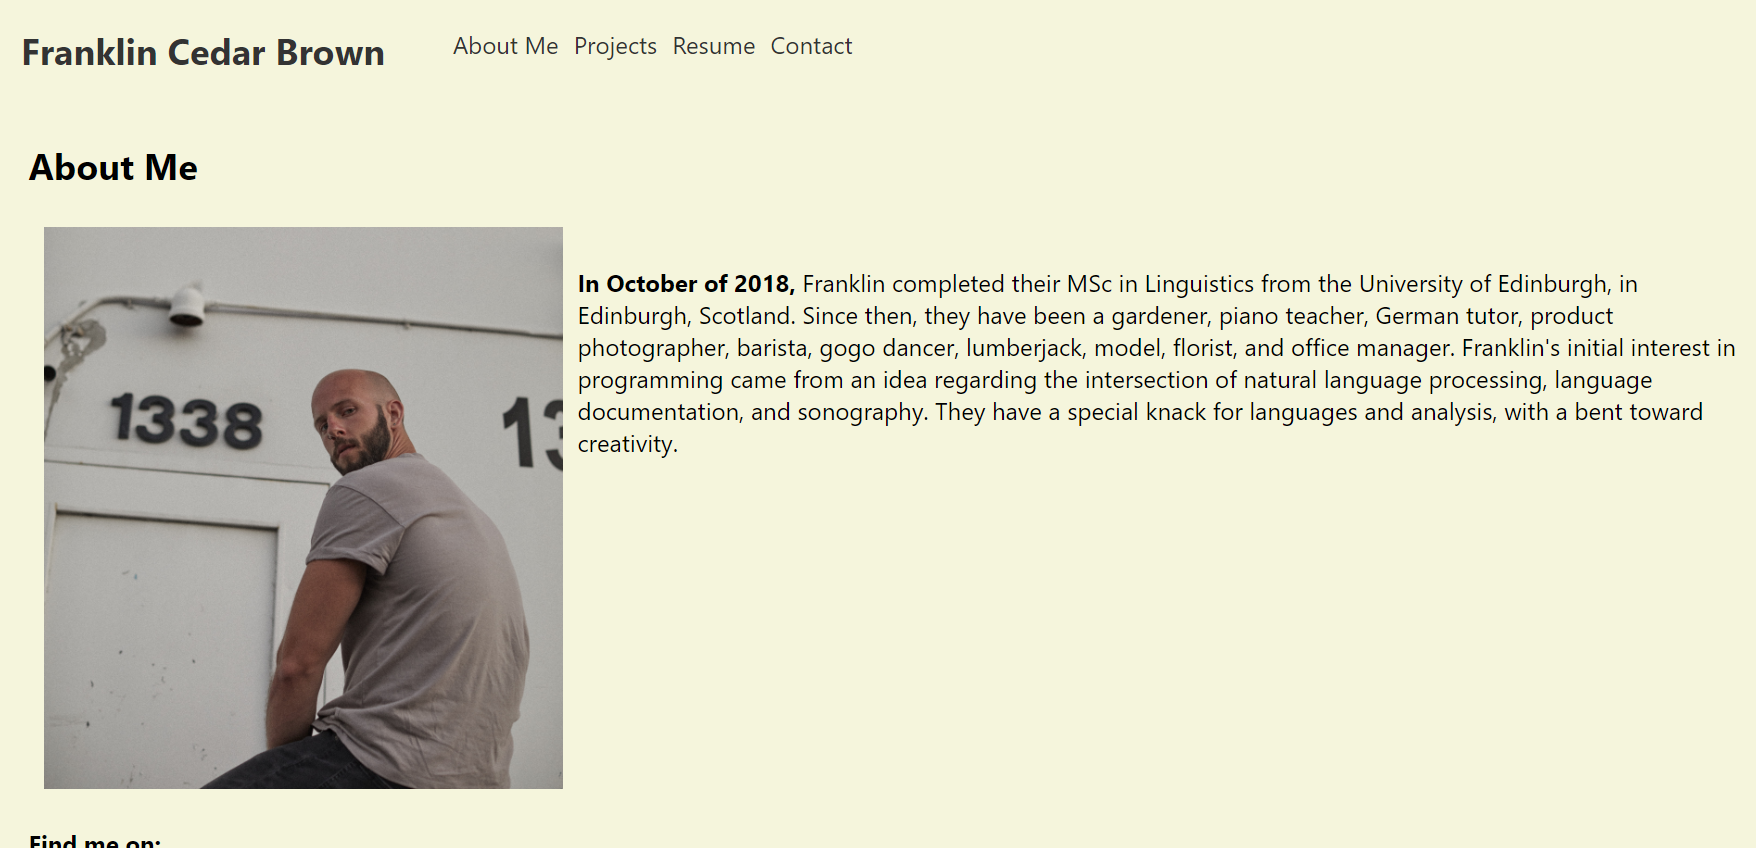 Franklin Cedar Brown
About Me Projects Resume Contact
About Me
1338
13
In October of 2018, Franklin completed their MSc in Linguistics from the University of Edinburgh, in
Edinburgh, Scotland. Since then, they have been a gardener, piano teacher, German tutor, product
photographer, barista, gogo dancer, lumberjack, model, florist, and office manager. Franklin's initial interest in
programming came from an idea regarding the intersection of natural language processing, language
documentation, and sonography. They have a special knack for languages and analysis, with a bent toward
creativity.
Find me on: